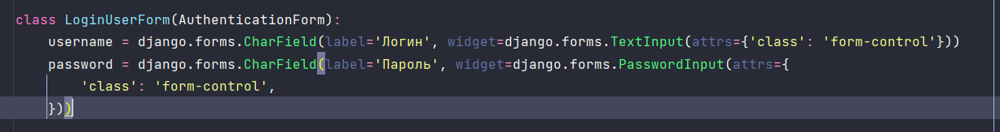 class LoginUserForm(AuthenticationForm):
    username = django.forms.CharField(label='Логин', widget=django.forms.TextInput(attrs={'class': 'form-control'}))
    password = django.forms.CharField(label='Пароль', widget=django.forms.PasswordInput(attrs={
        'class': 'form-control',
    }))